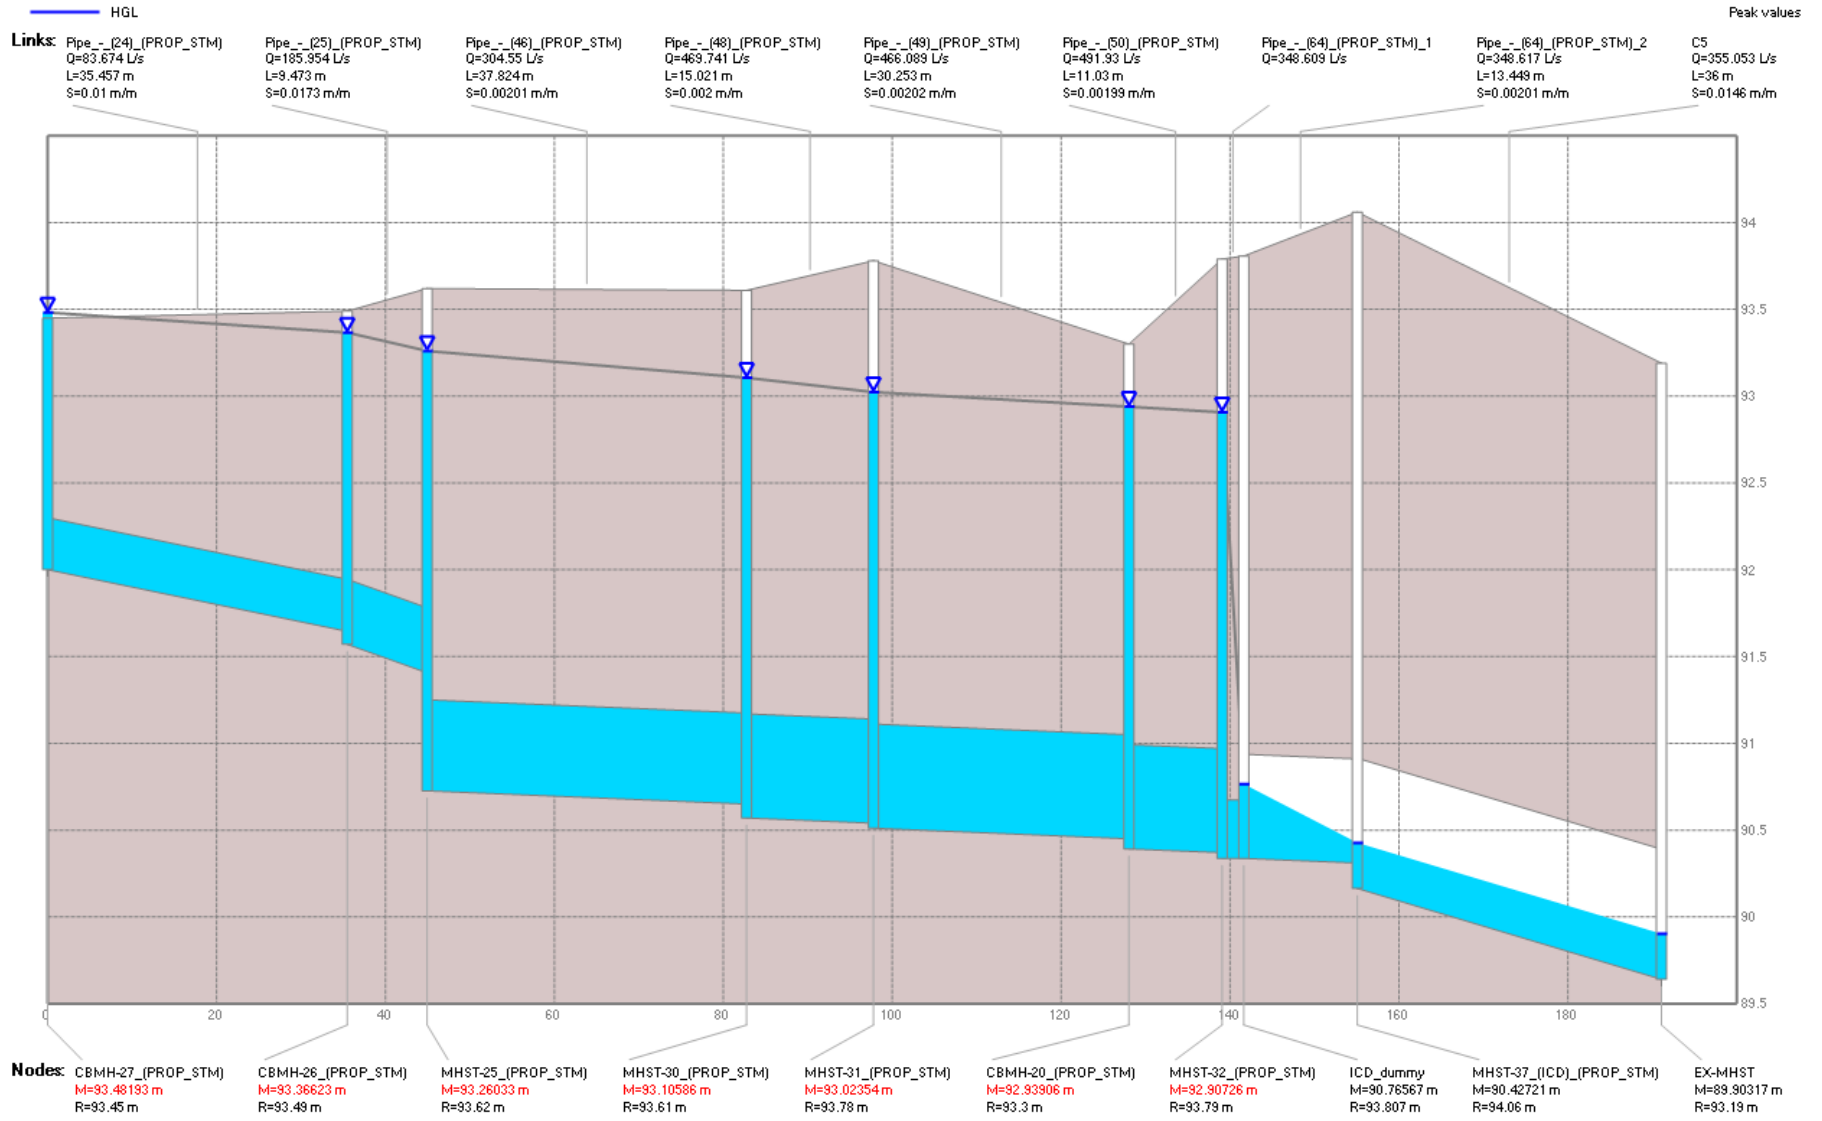 HGL
Peak values
Links:
Pipe_-_(24)_(PROP_STM)
Q=83.674 L/s
L=35.457 m
S=0.01 m/m
Pipe_-_(25)_(PROP_STM)
Q=185.954 L/s
L=9.473 m
S=0.0173 m/m
Pipe_-_(46)_(PROP_STM)
Q=304.55 L/s
L=37.824 m
S=0.00201 m/m
Pipe_-_(48)_(PROP_STM)
Q=469.741 L/s
L=15.021 m
S=0.002 m/m
Pipe_-_(49)_(PROP_STM)
Q=466.089 L/s
L=30.253 m
S=0.00202 m/m
Pipe_-_(50)_(PROP_STM)
Q=491.93 L/s
L=11.03 m
S=0.00199 m/m
Pipe_-_(64)_(PROP_STM)_1
Q=348.609 L/s
Pipe_-_(64)_(PROP_STM)_2
Q=348.617 L/s
L=13.449 m
S=0.00201 m/m
C5
Q=355.053 L/s
L=36 m
S=0.0146 m/m
94
93.5
93
92.5
92
91.5
91
90.5
90
89.5
0
20
40
60
80
100
120
140
160
180
Nodes:
CBMH-27_(PROP_STM)
M=93.48193 m
R=93.45 m
CBMH-26_(PROP_STM)
M=93.36623 m
R=93.49 m
MHST-25_(PROP_STM)
M=93.26033 m
R=93.62 m
MHST-30_(PROP_STM)
M=93.10586 m
R=93.61 m
MHST-31_(PROP_STM)
M=93.02354 m
R=93.78 m
CBMH-20_(PROP_STM)
M=92.93906 m
R=93.3 m
MHST-32_(PROP_STM)
M=92.90726 m
R=93.79 m
ICD_dummy
M=90.76567 m
R=93.807 m
MHST-37_(ICD)_(PROP_STM)
M=90.42721 m
R=94.06 m
EX-MHST
M=89.90317 m
R=93.19 m